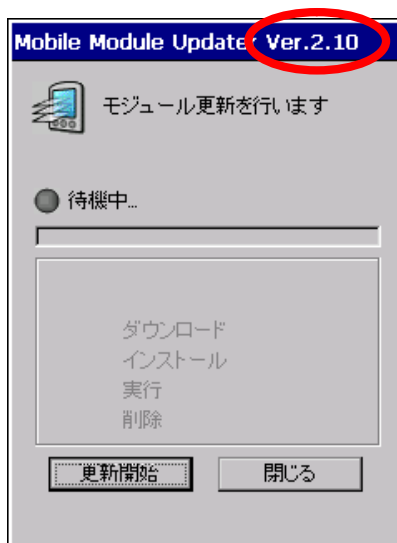 Mobile Module Updater Ver.2.10
モジュール更新を行います
待機中...
ダウンロード
インストール
実行
削除
更新開始
閉じる